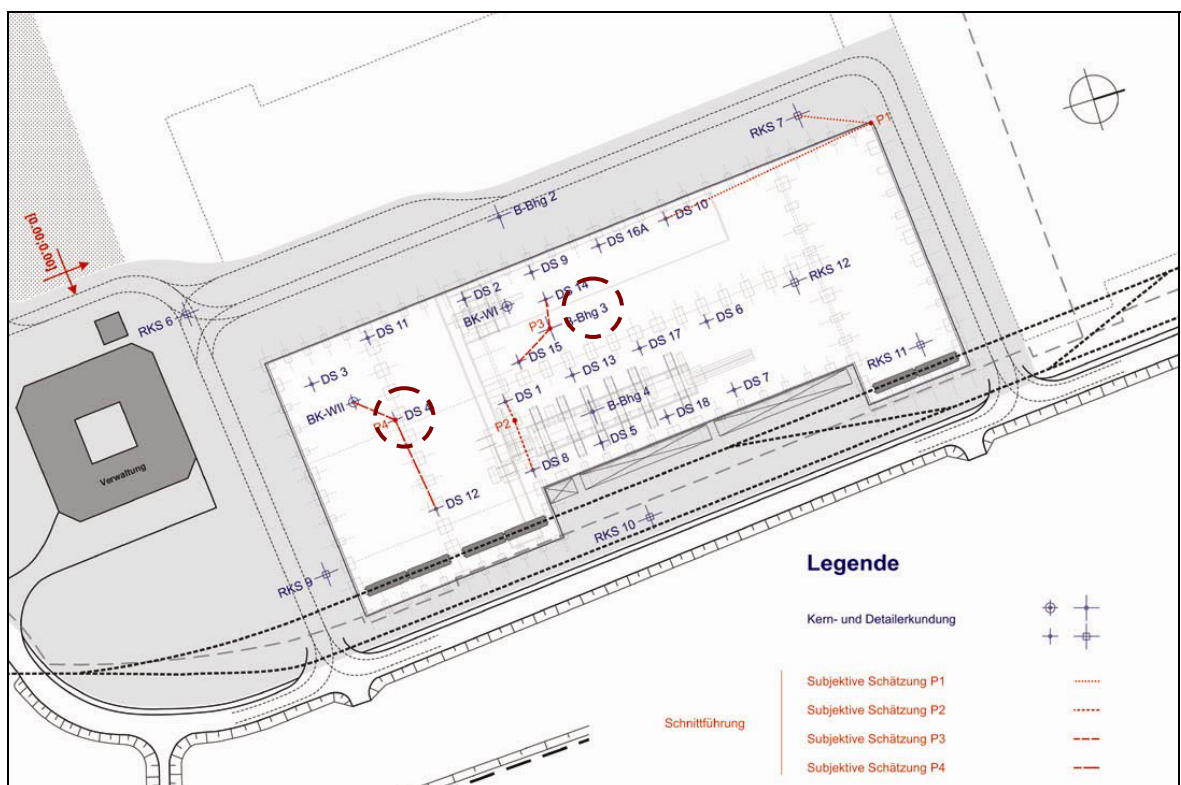 RKS 7
P1
B-Bhg 2
DS 10
DS 16A
[0.00;0.00]
DS 9
RKS 12
DS 2
DS 14
BK-WI
P3
B-Bhg 3
RKS 6
DS 11
DS 6
DS 17
RKS 11
DS 15
DS 13
DS 3
DS 7
DS 1
BK-WII
DS 4
P4
P2
B-Bhg 4
DS 18
DS 5
DS 8
Verwaltung
DS 12
RKS 10
RKS 9
Legende
Kern- und Detailerkundung
Subjektive Schätzung P1
Subjektive Schätzung P2
Schnittführung
Subjektive Schätzung P3
Subjektive Schätzung P4